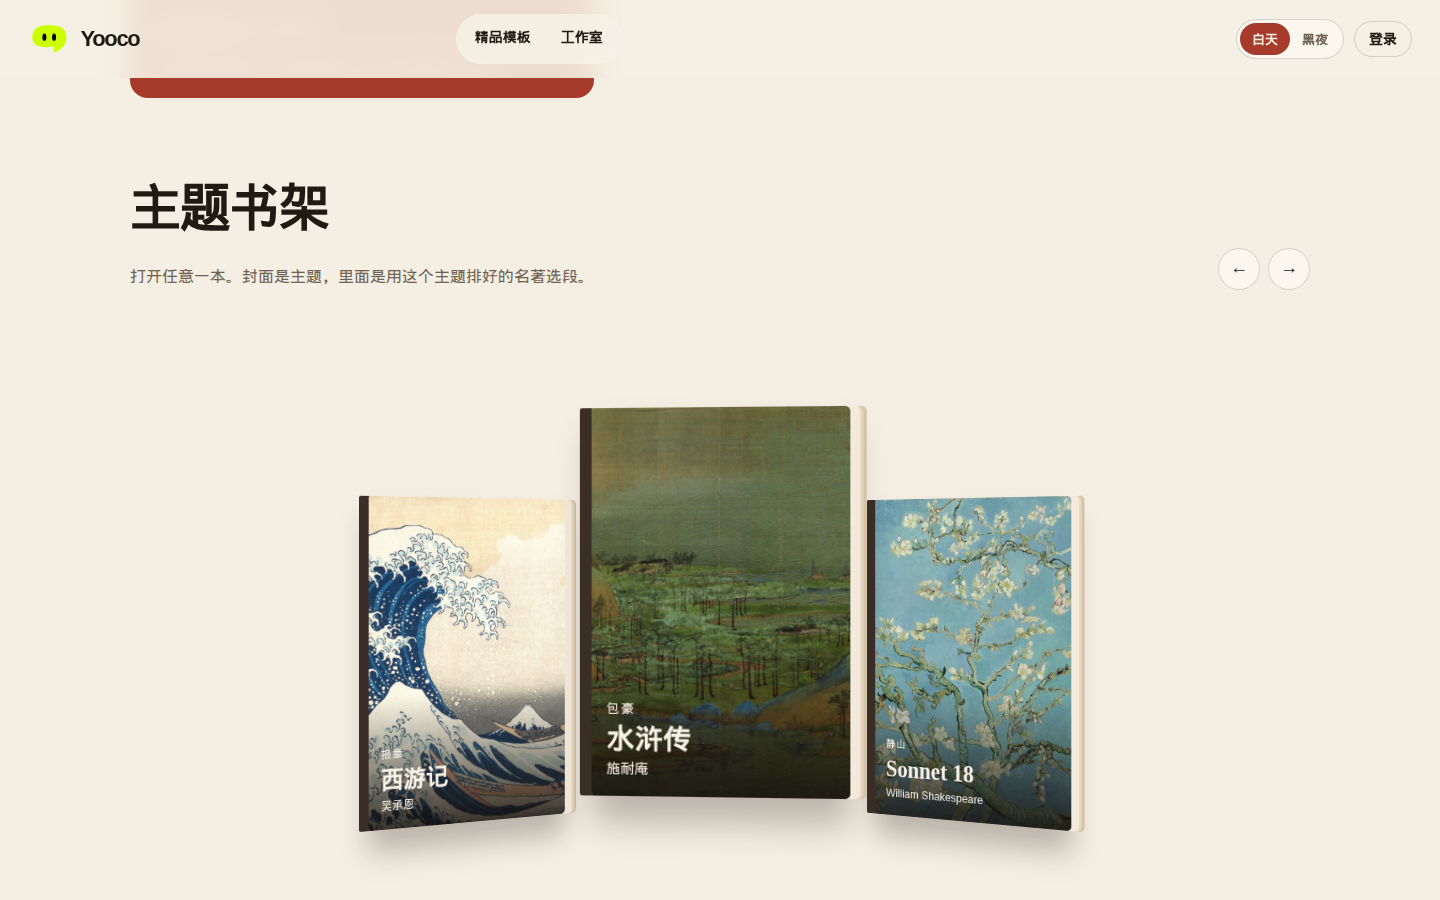 Yooco
精品模板
工作室
白天
黑夜
登录
主题书架
打开任意一本。封面是主题，里面是用这个主题排好的名著选段。
←
→
报章
西游记
吴承恩
包豪
水浒传
施耐庵
静山
Sonnet 18
William Shakespeare